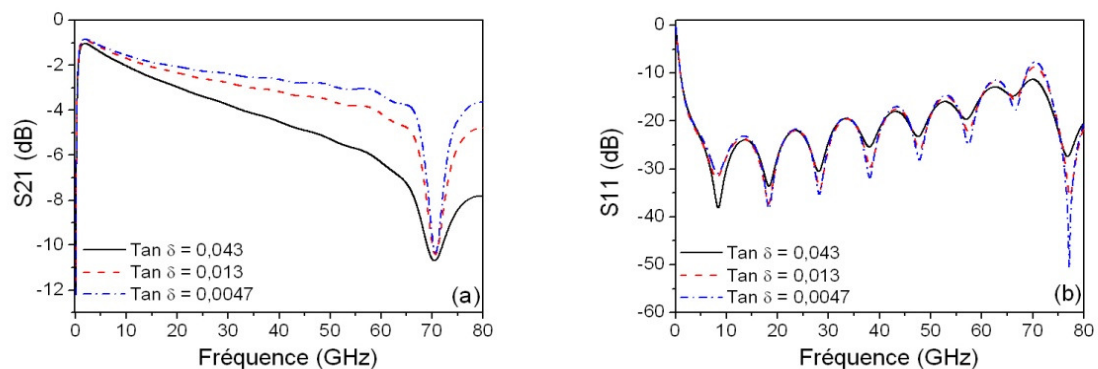 0
-2
-4
-6
-8
-10
-12
S21 (dB)
Tan δ = 0,043
Tan δ = 0,013
Tan δ = 0,0047
(a)
0 10 20 30 40 50 60 70 80
Fréquence (GHz)
0
-10
-20
-30
-40
-50
-60
S11 (dB)
Tan δ = 0,043
Tan δ = 0,013
Tan δ = 0,0047
(b)
0 10 20 30 40 50 60 70 80
Fréquence (GHz)